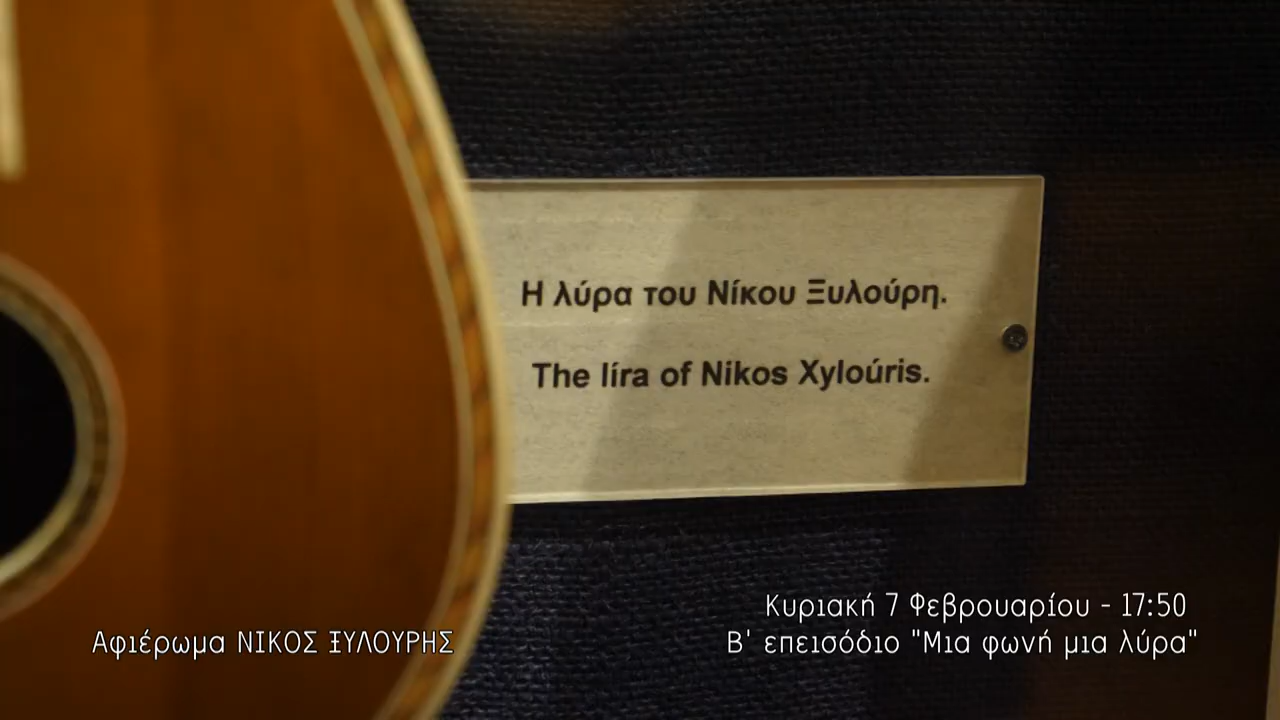 Η λύρα του Νίκου Ξυλούρη.
The líra of Nikos Xyloúris.
Κυριακή 7 Φεβρουαρίου - 17:50
Αφιέρωμα ΝΙΚΟΣ ΞΥΛΟΥΡΗΣ
Β' επεισόδιο "Μια φωνή μια λύρα"